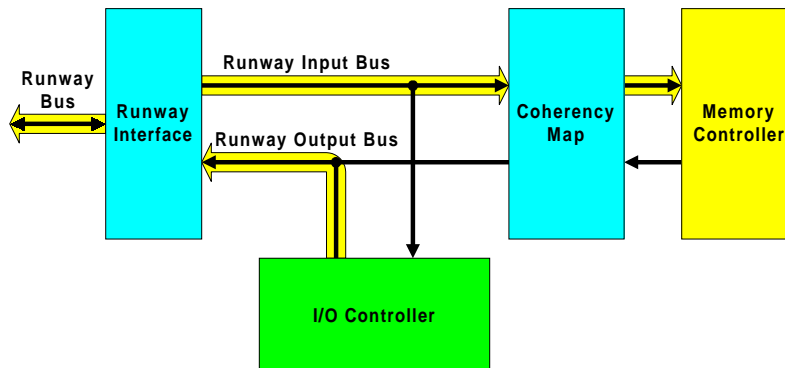 Runway Input Bus
Runway
Bus
Runway
Interface
Coherency
Map
Memory
Controller
Runway Output Bus
I/O Controller